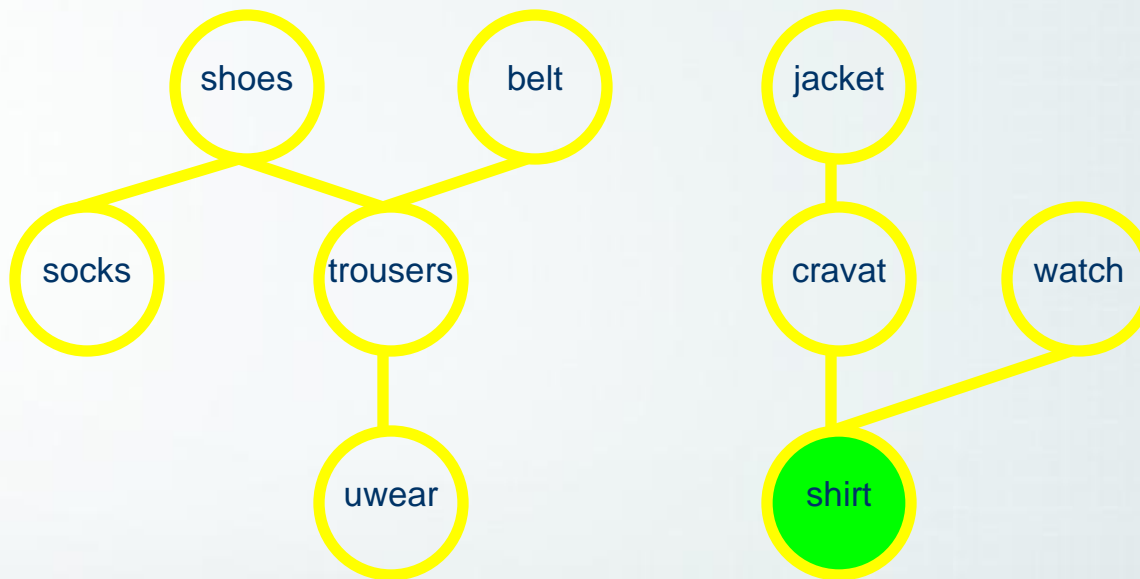 shoes
belt
jacket
socks
trousers
cravat
watch
uwear
shirt